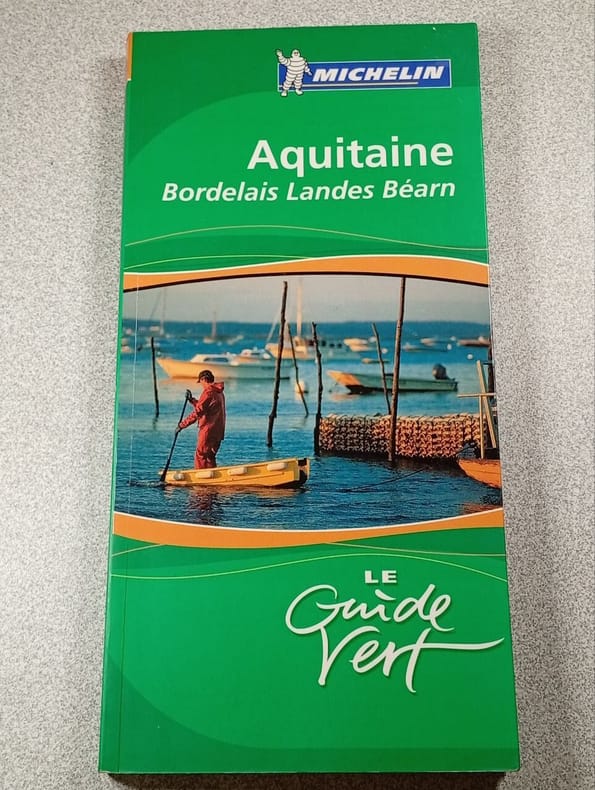 MICHELIN
Aquitaine
Bordelais Landes Béarn
LE
Guide
Vert